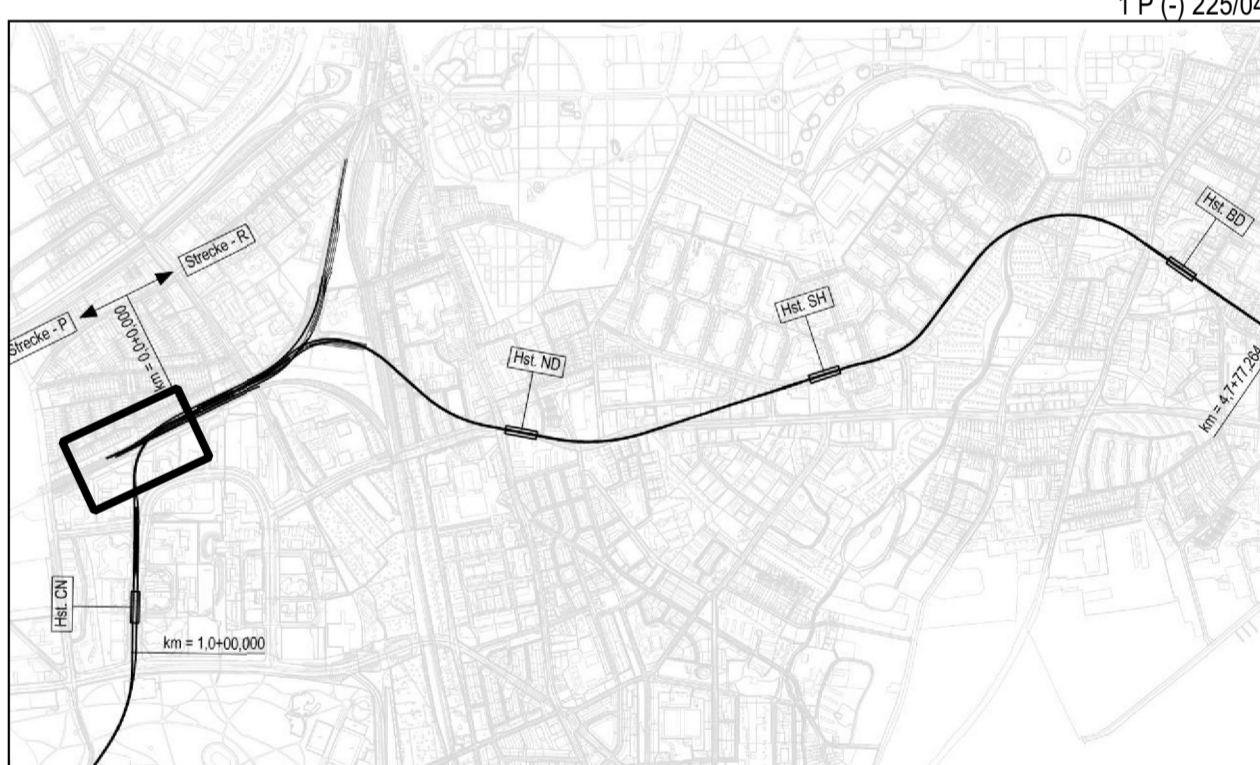 1 P (-) 225/04
Hst. BD
Strecke - R
Strecke - P
km = 0,0+0,000
Hst. SH
Hst. ND
km = 4,7+77,264
Hst. CN
km = 1,0+00,000